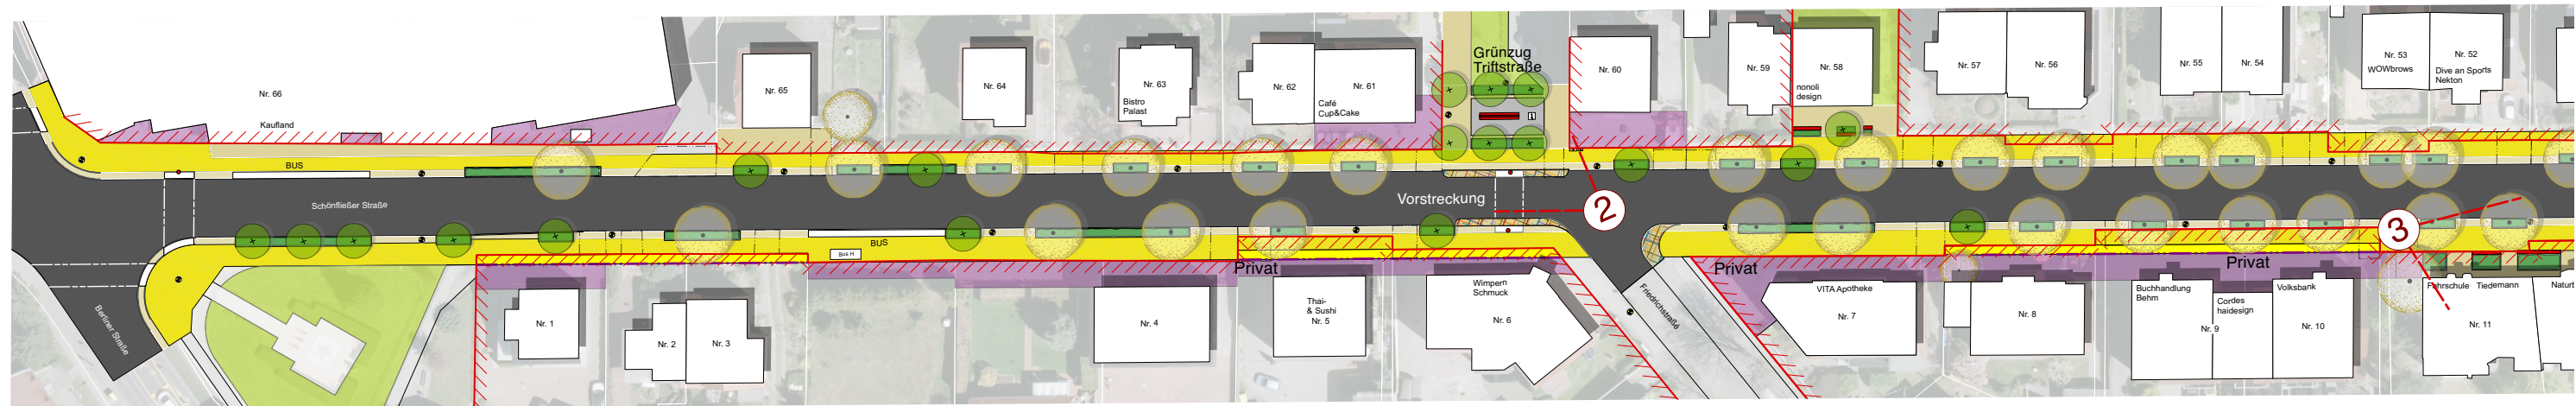 Nr. 66
Kaufland
BUS
Nr. 65
Nr. 64
Nr. 63
Bistro
Palast
Nr. 62
Nr. 61
Café
Cup&Cake
Grünzug
Triftstraße
Nr. 60
Nr. 59
Nr. 58
nonoli
design
Nr. 57
Nr. 56
Nr. 55
Nr. 54
Nr. 53
WOWbrows
Nr. 52
Dive an Sports
Nekton
Schönfließer Straße
Vorstreckung
2
3
BUS
Bus H
Privat
Privat
Privat
Berliner Straße
Nr. 1
Nr. 2
Nr. 3
Nr. 4
Thai-
& Sushi
Nr. 5
Wimpern
Schmuck
Nr. 6
Friedrichstraße
VITA Apotheke
Nr. 7
Nr. 8
Buchhandlung
Behm
Cordes
haidesign
Nr. 9
Volksbank
Nr. 10
Fahrschule
Tiedemann
Naturb
Nr. 11